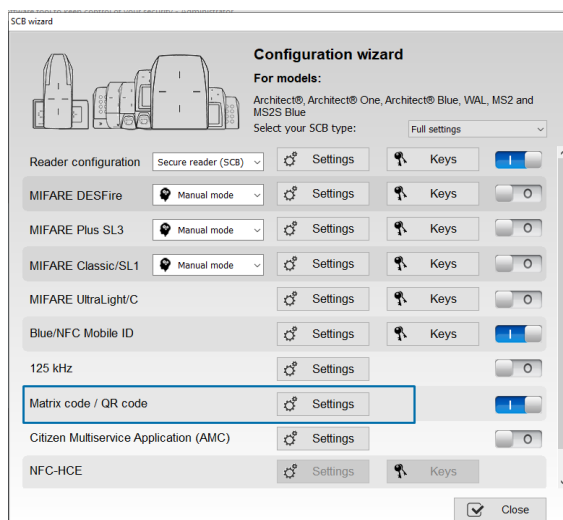 SCB wizard
Configuration wizard
For models:
Architect®, Architect® One, Architect® Blue, WAL, MS2 and
MS2S Blue
Select your SCB type: Full settings
Reader configuration Secure reader (SCB) Settings Keys I
MIFARE DESFire Manual mode Settings Keys O
MIFARE Plus SL3 Manual mode Settings Keys O
MIFARE Classic/SL1 Manual mode Settings Keys O
MIFARE UltraLight/C Settings Keys O
Blue/NFC Mobile ID Settings Keys I
125 kHz Settings O
Matrix code / QR code Settings I
Citizen Multiservice Application (AMC) Settings O
NFC-HCE Settings Keys
Close